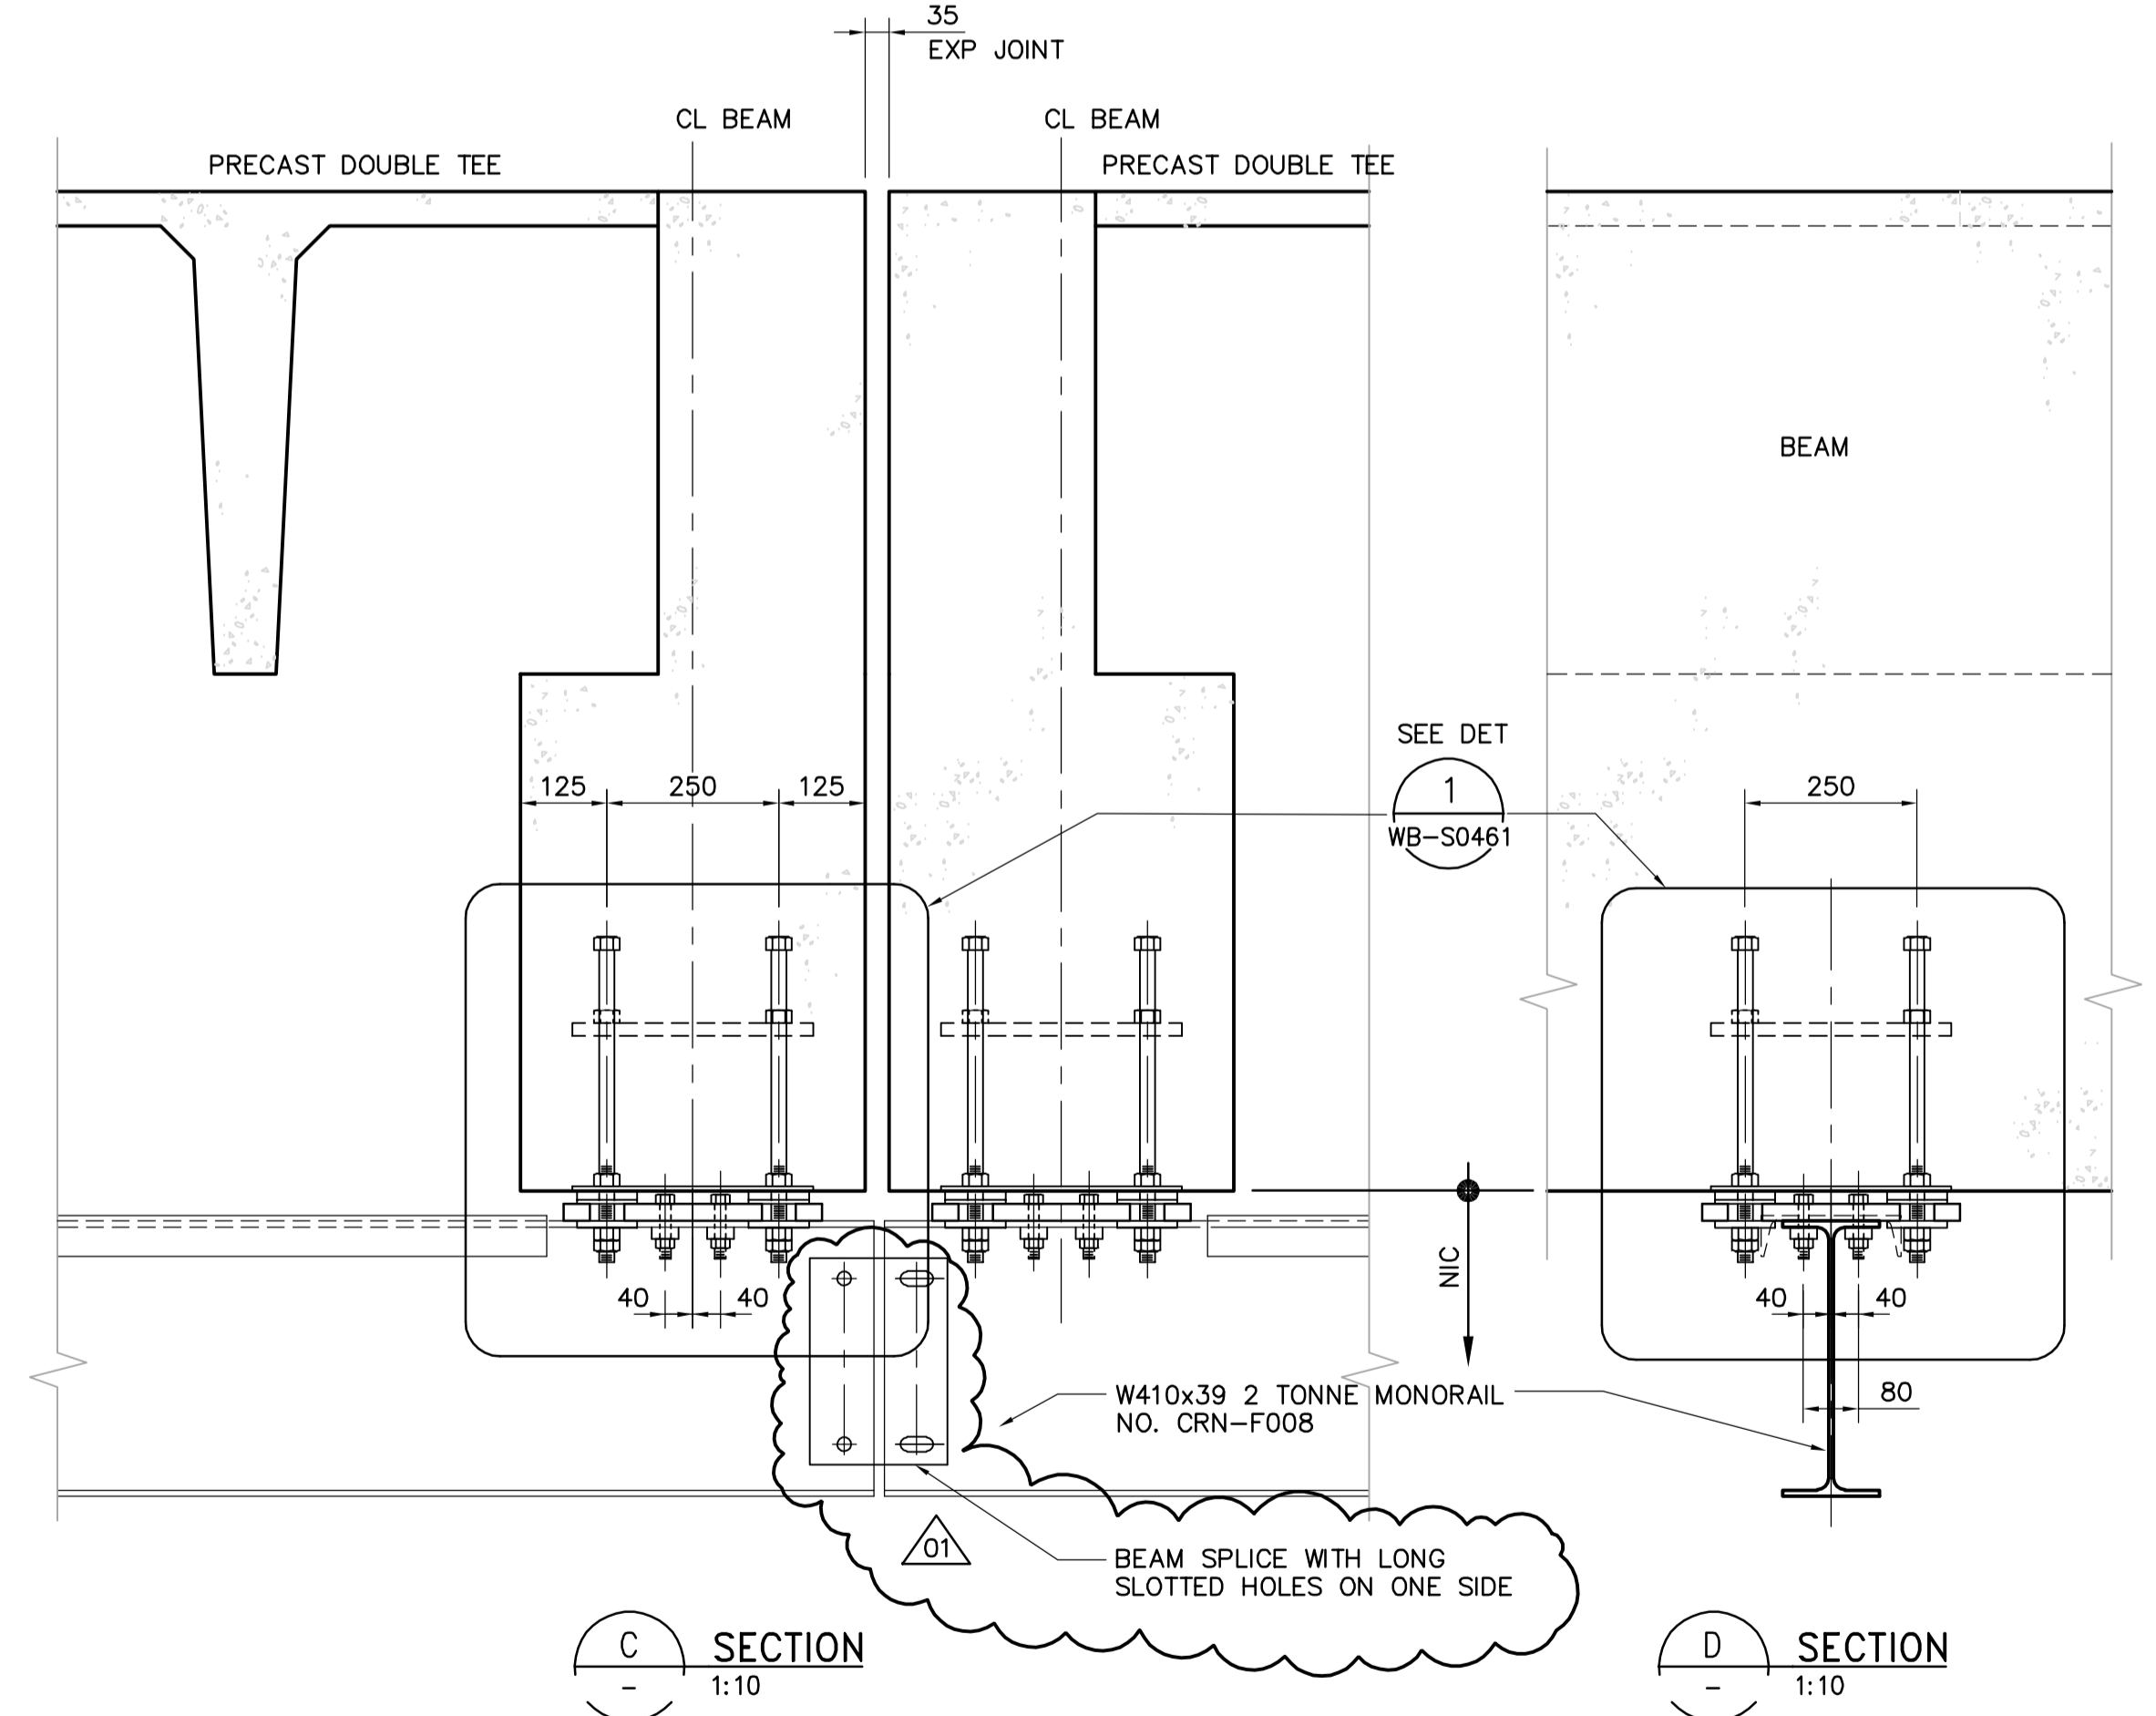 35
EXP JOINT
CL BEAM
CL BEAM
PRECAST DOUBLE TEE
PRECAST DOUBLE TEE
BEAM
SEE DET
1
WB-S0461
125
250
125
250
NIC
40
40
40
40
80
W410x39 2 TONNE MONORAIL
NO. CRN-F008
01
BEAM SPLICE WITH LONG
SLOTTED HOLES ON ONE SIDE
C
-
SECTION
1:10
D
-
SECTION
1:10